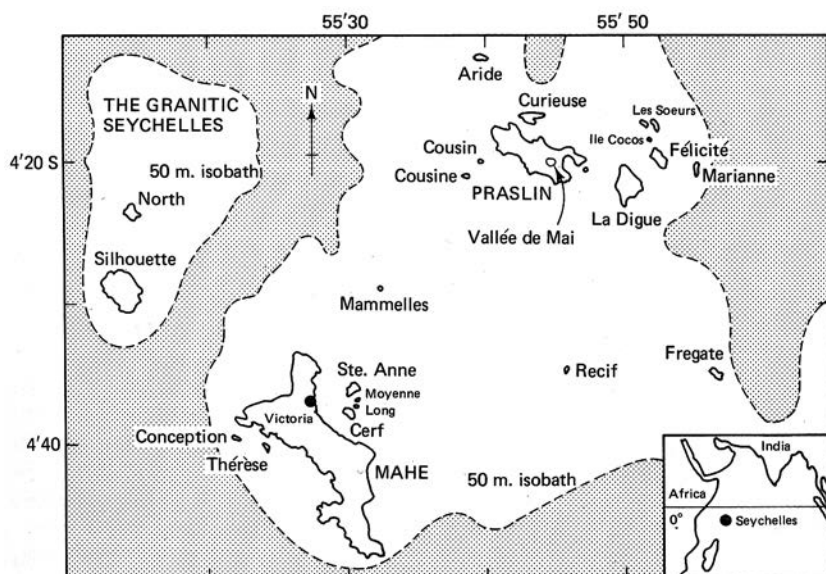 55′30
55′50
N
Aride
THE GRANITIC
SEYCHELLES
Curieuse
Les Soeurs
Ile Cocos
Cousin
Félicité
4′20 S
50 m. isobath
Cousine
Marianne
North
PRASLIN
La Digue
Vallée de Mai
Silhouette
Mammelles
Ste. Anne
Recif
Fregate
Moyenne
Long
Victoria
Cerf
Conception
4′40
Thérèse
MAHE
50 m. isobath
India
Africa
0°
Seychelles